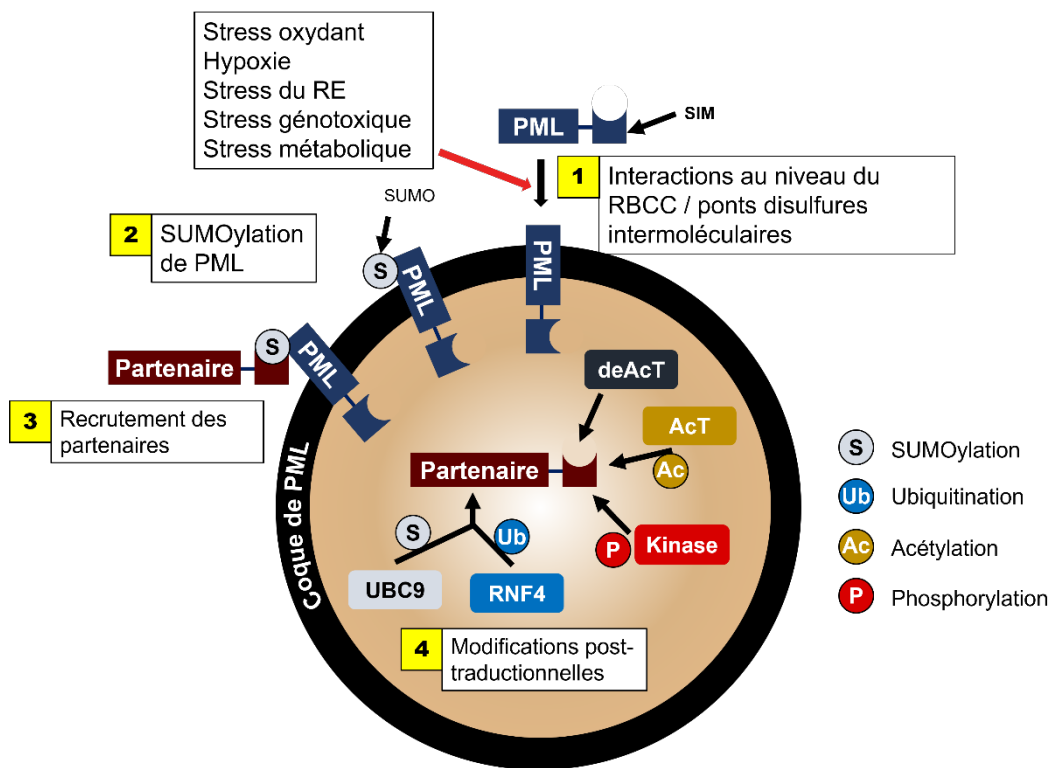 Stress oxydant
Hypoxie
Stress du RE
Stress génotoxique
Stress métabolique
PML
SIM
1
Interactions au niveau du
RBCC / ponts disulfures
intermoléculaires
SUMO
2
SUMOylation
de PML
S
PML
PML
S
PML
Partenaire
3
Recrutement des
partenaires
deAcT
AcT
Ac
Partenaire
S
Ub
P
Kinase
UBC9
RNF4
4
Modifications post-
traductionnelles
Coque de PML
S
SUMOylation
Ub
Ubiquitination
Ac
Acétylation
P
Phosphorylation